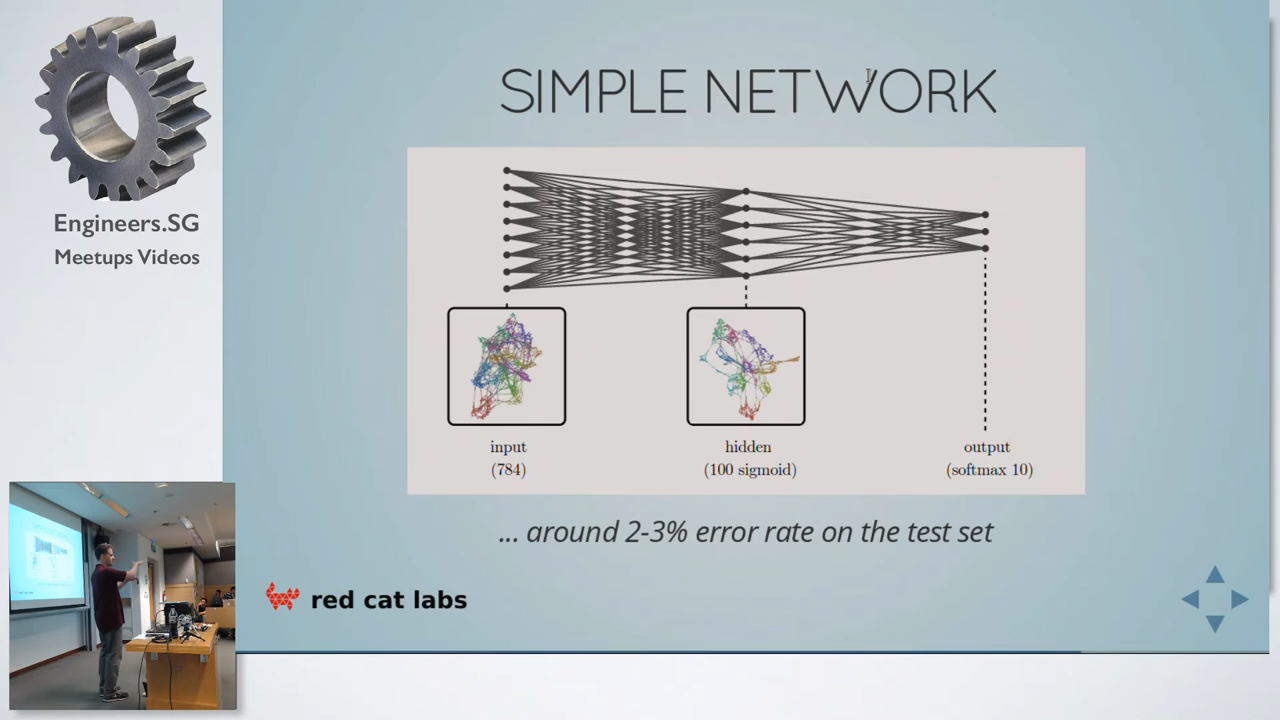 Engineers.SG
Meetups Videos
SIMPLE NETWORK
input
(784)
hidden
(100 sigmoid)
output
(softmax 10)
... around 2-3% error rate on the test set
red cat labs